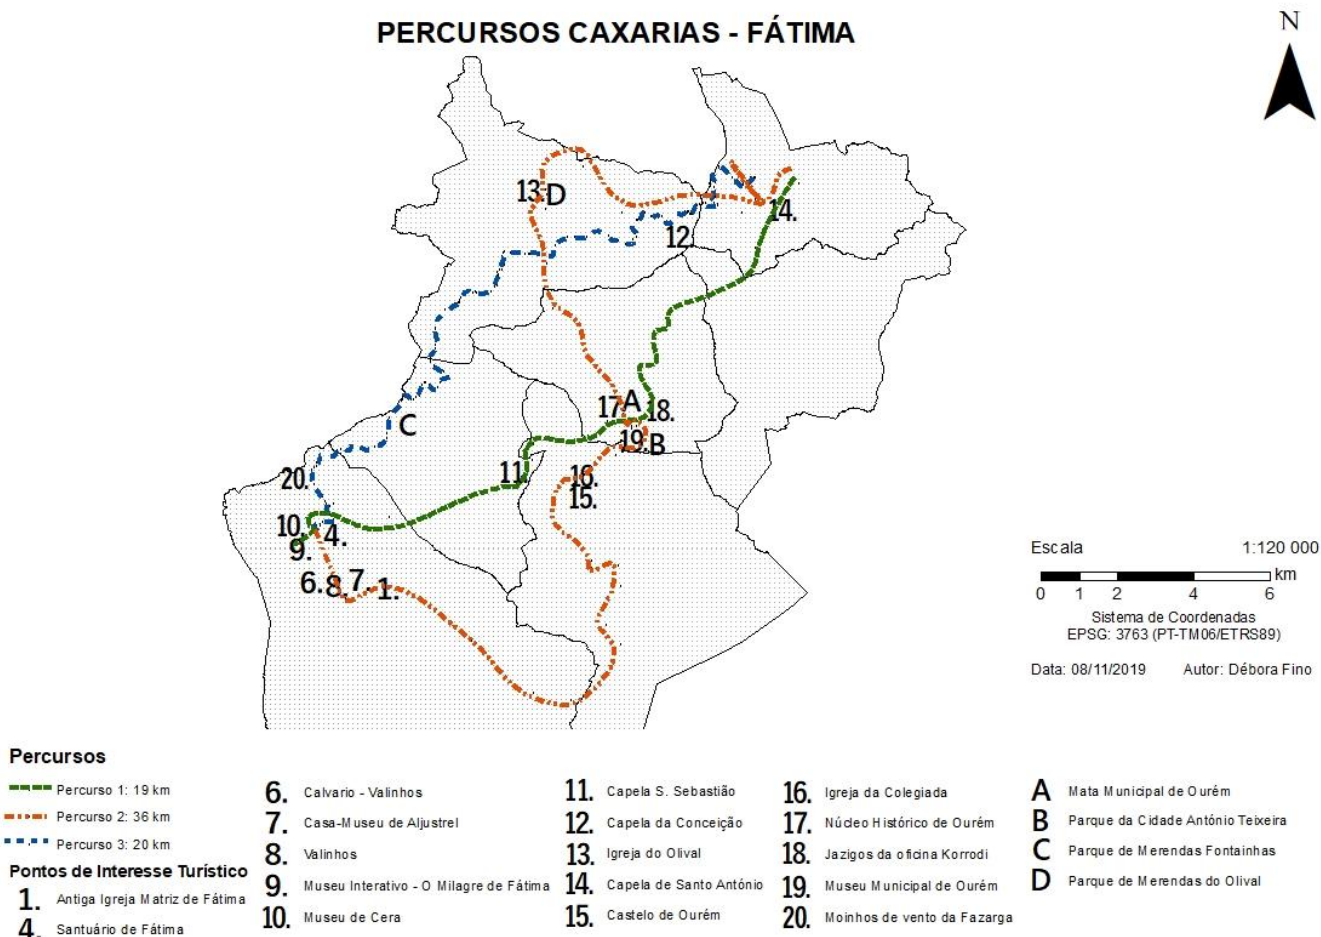 PERCURSOS CAXARIAS - FÁTIMA
N
13 D
14.
12.
17 A 18.
19. B
C
11.
16.
15.
20.
10. 4.
9.
6. 8. 7. 1.
Escala 1:120 000
0 1 2 4 6 km
Sistema de Coordenadas
EPSG: 3763 (PT-TM06/ETRS89)
Data: 08/11/2019 Autor: Débora Fino
Percursos
Percurso 1: 19 km
Percurso 2: 36 km
Percurso 3: 20 km
Pontos de Interesse Turístico
1. Antiga Igreja Matriz de Fátima
4. Santuário de Fátima
6. Calvario - Valinhos
7. Casa-Museu de Aljustrel
8. Valinhos
9. Museu Interativo - O Milagre de Fátima
10. Museu de Cera
11. Capela S. Sebastião
12. Capela da Conceição
13. Igreja do Olival
14. Capela de Santo António
15. Castelo de Ourém
16. Igreja da Colegiada
17. Núcleo Histórico de Ourém
18. Jazigos da oficina Korrodi
19. Museu Municipal de Ourém
20. Moinhos de vento da Fazarga
A Mata Municipal de Ourém
B Parque da Cidade António Teixeira
C Parque de Merendas Fontainhas
D Parque de Merendas do Olival